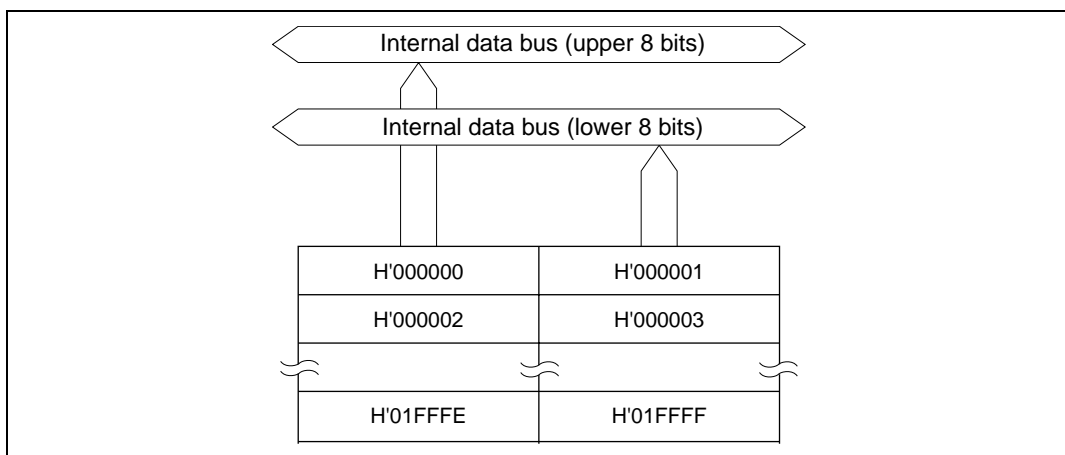 Internal data bus (upper 8 bits)
Internal data bus (lower 8 bits)
H'000000 H'000001
H'000002 H'000003
H'01FFFE H'01FFFF